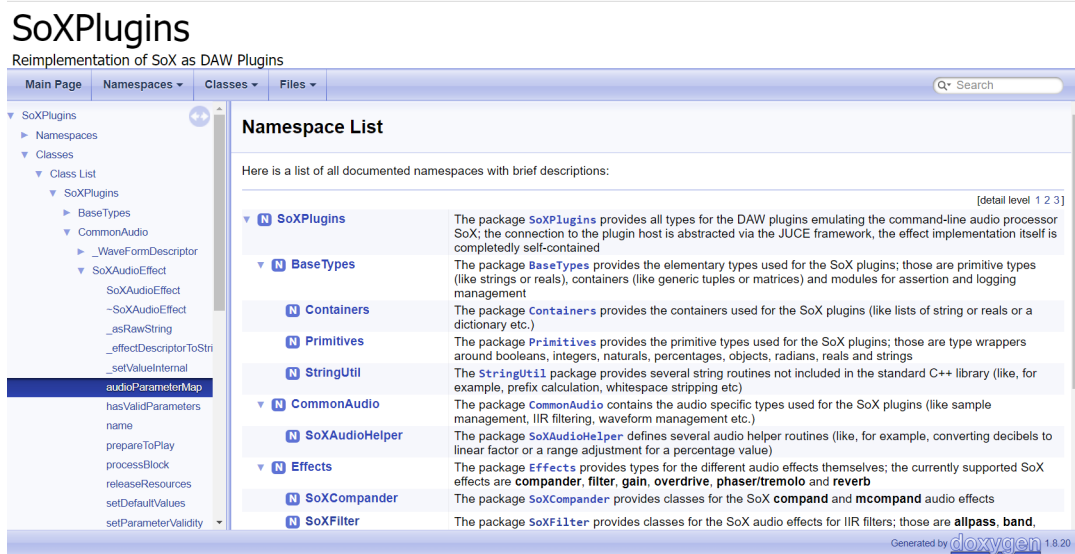 SoXPlugins
Reimplementation of SoX as DAW Plugins
Main Page Namespaces Classes Files Search
SoXPlugins
Namespaces
Classes
Class List
SoXPlugins
BaseTypes
CommonAudio
_WaveFormDescriptor
SoXAudioEffect
SoXAudioEffect
~SoXAudioEffect
_asRawString
_effectDescriptorToStri
_setValueInternal
audioParameterMap
hasValidParameters
name
prepareToPlay
processBlock
releaseResources
setDefaultValues
setParameterValidity
Namespace List
Here is a list of all documented namespaces with brief descriptions:
[detail level 1 2 3]
N SoXPlugins The package SoXPlugins provides all types for the DAW plugins emulating the command-line audio processor
SoX; the connection to the plugin host is abstracted via the JUCE framework, the effect implementation itself is
completedly self-contained
N BaseTypes The package BaseTypes provides the elementary types used for the SoX plugins; those are primitive types
(like strings or reals), containers (like generic tuples or matrices) and modules for assertion and logging
management
N Containers The package Containers provides the containers used for the SoX plugins (like lists of string or reals or a
dictionary etc.)
N Primitives The package Primitives provides the primitive types used for the SoX plugins; those are type wrappers
around booleans, integers, naturals, percentages, objects, radians, reals and strings
N StringUtil The StringUtil package provides several string routines not included in the standard C++ library (like, for
example, prefix calculation, whitespace stripping etc)
N CommonAudio The package CommonAudio contains the audio specific types used for the SoX plugins (like sample
management, IIR filtering, waveform management etc.)
N SoXAudioHelper The package SoXAudioHelper defines several audio helper routines (like, for example, converting decibels to
linear factor or a range adjustment for a percentage value)
N Effects The package Effects provides types for the different audio effects themselves; the currently supported SoX
effects are compander, filter, gain, overdrive, phaser/tremolo and reverb
N SoXCompander The package SoXCompander provides classes for the SoX compand and mcompand audio effects
N SoXFilter The package SoXFilter provides classes for the SoX audio effects for IIR filters; those are allpass, band,
Generated by doxygen 1.8.20